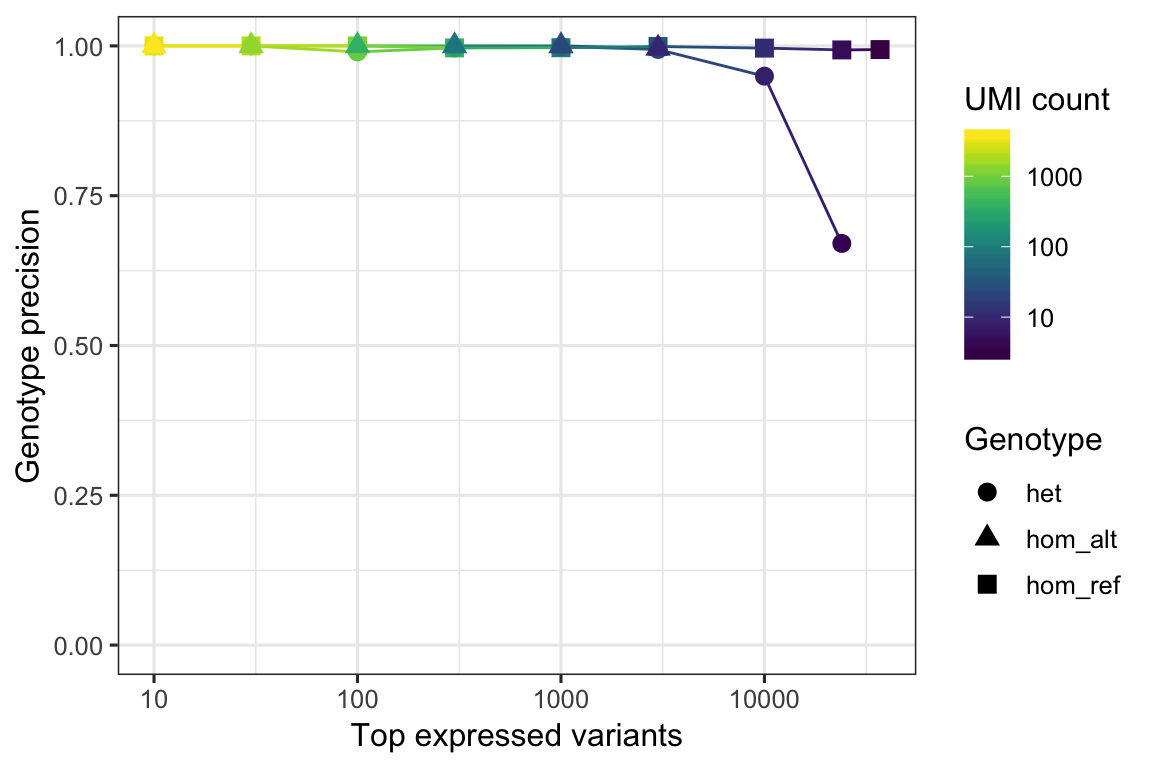 1.00
0.75
0.50
0.25
0.00
Genotype precision
10 100 1000 10000
Top expressed variants
UMI count
1000
100
10
Genotype
het
hom_alt
hom_ref